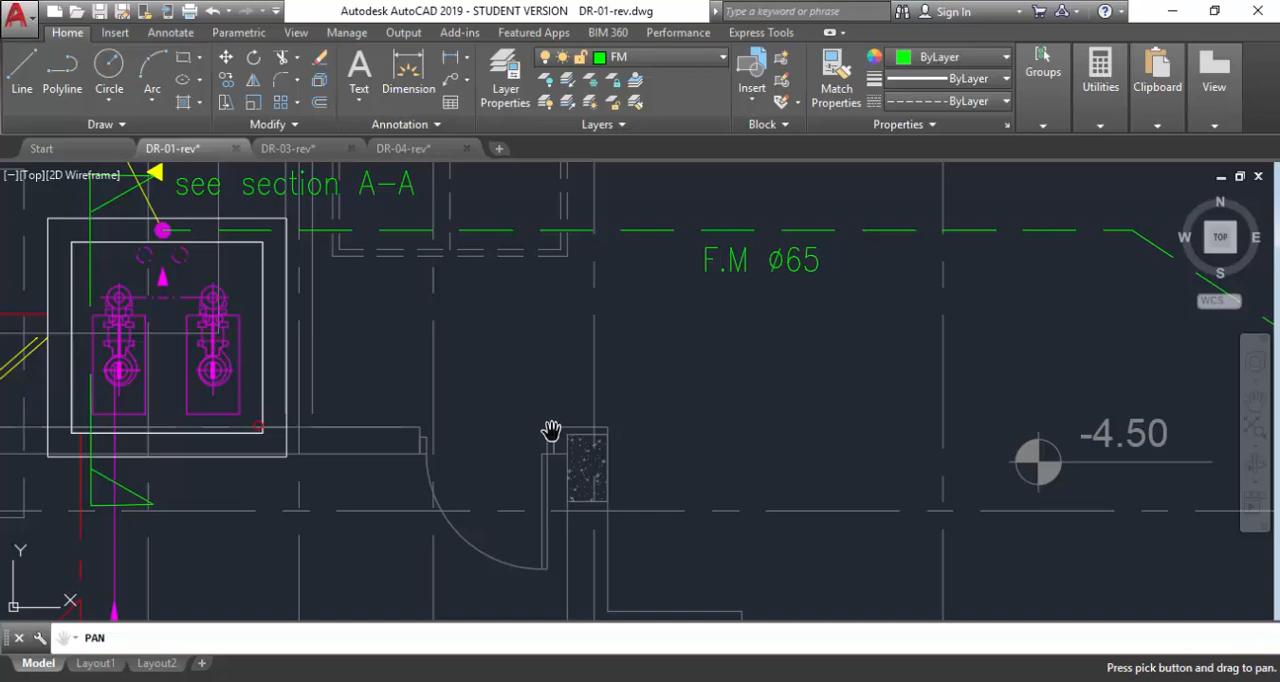 Autodesk AutoCAD 2019 - STUDENT VERSION DR-01-rev.dwg
Type a keyword or phrase
Sign In
Home Insert Annotate Parametric View Manage Output Add-ins Featured Apps BIM 360 Performance Express Tools
Line Polyline Circle Arc
Text Dimension
Layer Properties
FM
Insert
Match Properties
ByLayer
ByLayer
ByLayer
Groups
Utilities
Clipboard
View
Draw Modify Annotation Layers Block Properties
Start DR-01-rev* DR-03-rev* DR-04-rev*
[−][Top][2D Wireframe]
see section A-A
F.M ø65
-4.50
N
W TOP E
S
WCS
Y
X
PAN
Model Layout1 Layout2
Press pick button and drag to pan.